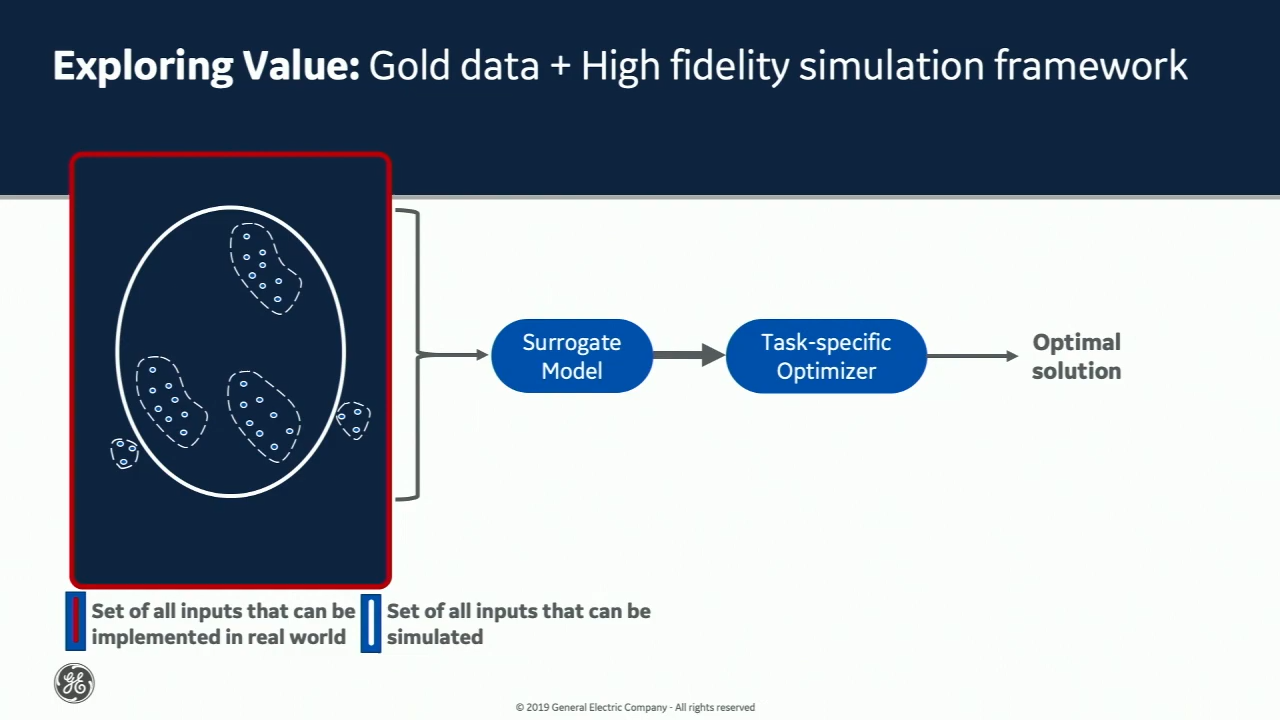 Exploring Value: Gold data + High fidelity simulation framework
Surrogate
Model
Task-specific
Optimizer
Optimal
solution
Set of all inputs that can be
implemented in real world
Set of all inputs that can be
simulated
© 2019 General Electric Company - All rights reserved